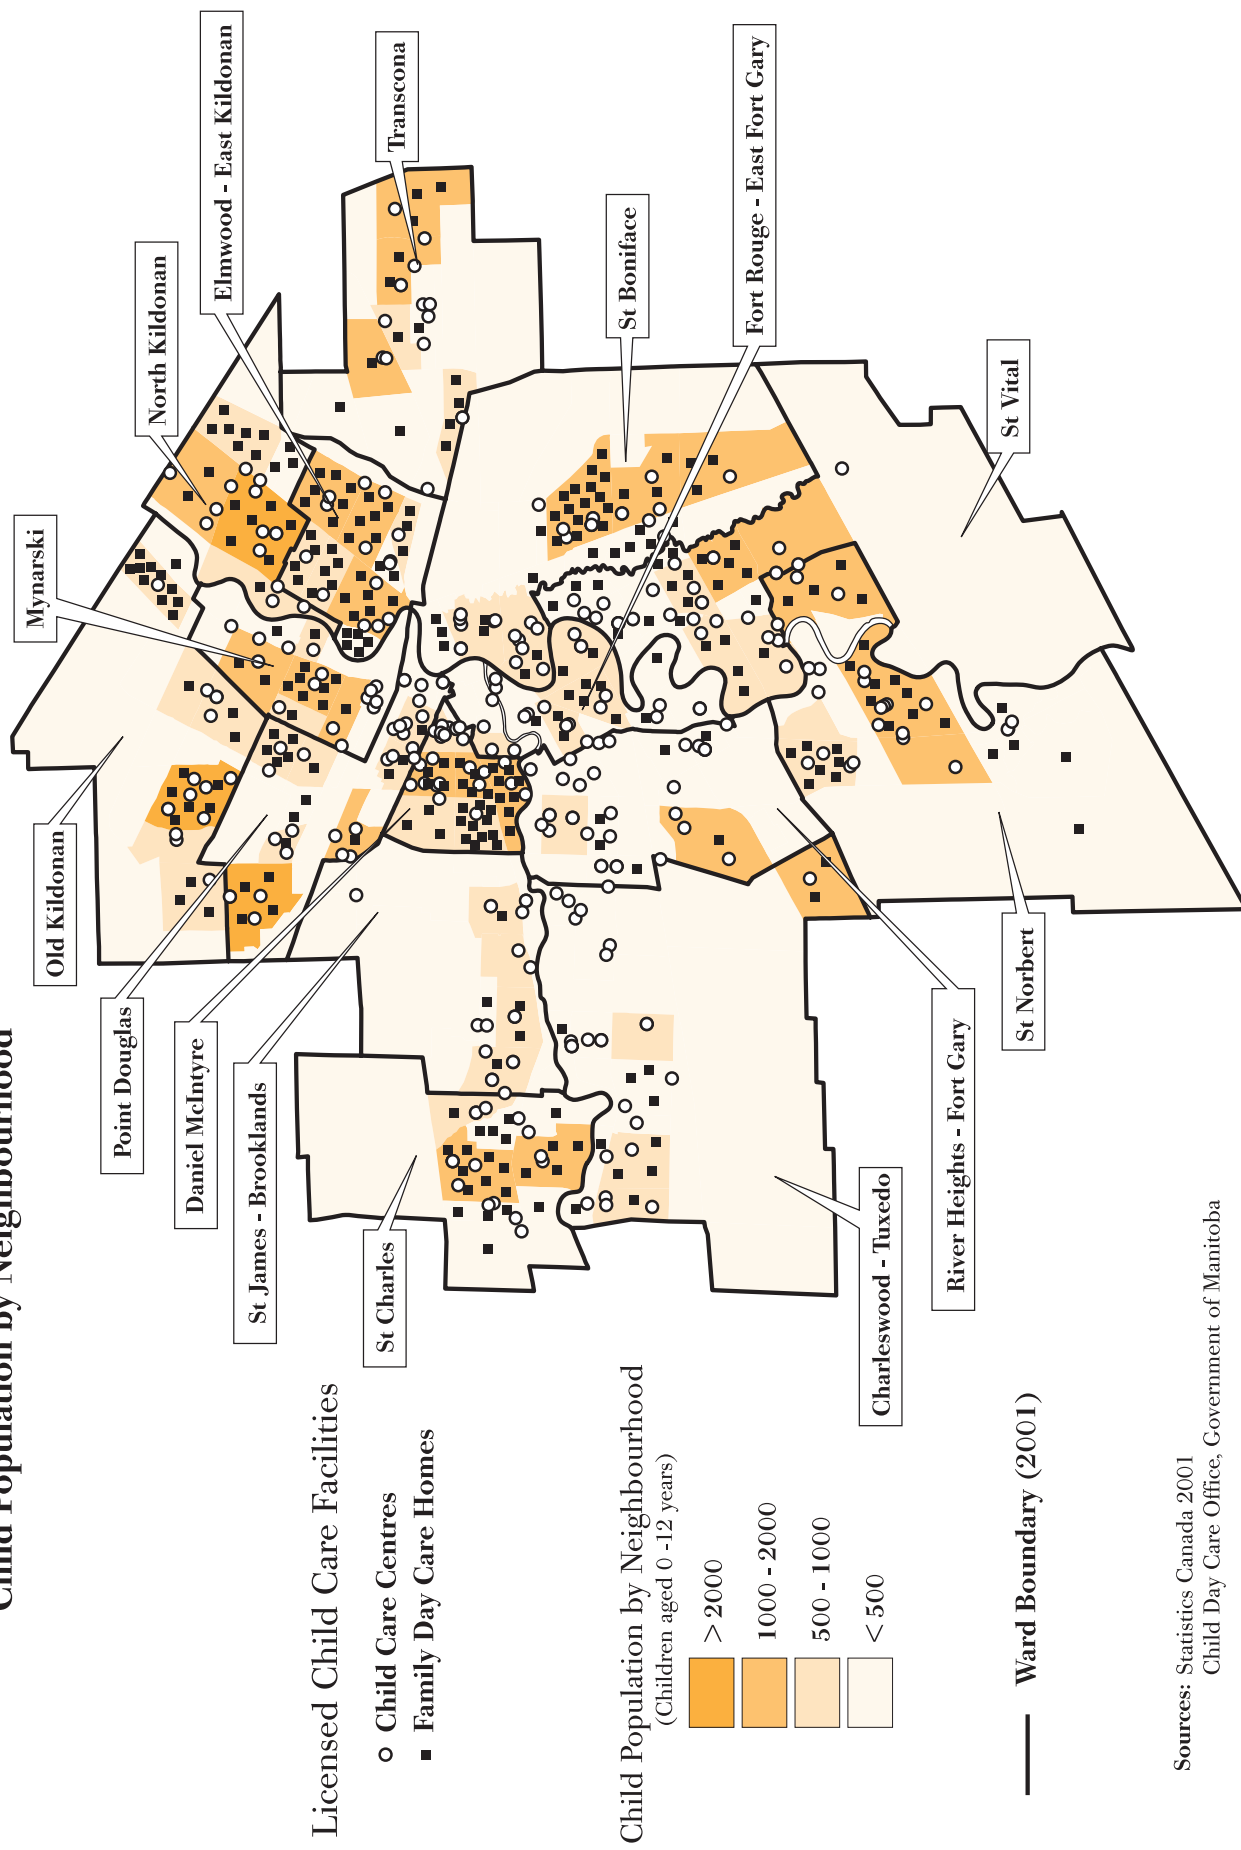 Child Population by Neighbourhood
Old Kildonan
Mynarski
North Kildonan
Elmwood - East Kildonan
Transcona
Point Douglas
Daniel McIntyre
St James - Brooklands
St Charles
St Boniface
Fort Rouge - East Fort Gary
St Vital
St Norbert
River Heights - Fort Gary
Charleswood - Tuxedo
Licensed Child Care Facilities
Child Care Centres
Family Day Care Homes
Child Population by Neighbourhood
(Children aged 0 -12 years)
> 2000
1000 - 2000
500 - 1000
< 500
Ward Boundary (2001)
Sources: Statistics Canada 2001
Child Day Care Office, Government of Manitoba